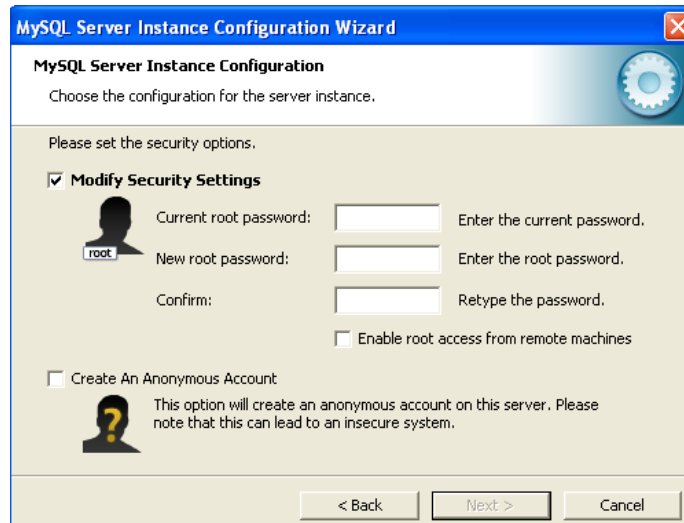 MySQL Server Instance Configuration Wizard
MySQL Server Instance Configuration
Choose the configuration for the server instance.
Please set the security options.
Modify Security Settings
root
Current root password:
Enter the current password.
New root password:
Enter the root password.
Confirm:
Retype the password.
Enable root access from remote machines
Create An Anonymous Account
?
This option will create an anonymous account on this server. Please
note that this can lead to an insecure system.
< Back
Next >
Cancel